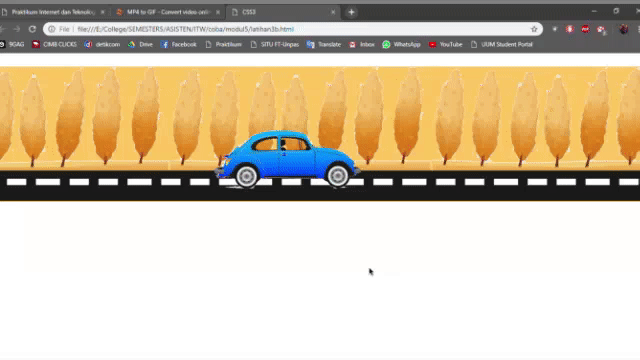 Praktikum Internet dan Teknolog MP4 to GIF - Convert video onlin CSS3
File file:///E:/College/SEMESTER5/ASISTEN/ITW/coba/modul5/latihan3b.html
9GAG CIMB CLICKS detikcom Drive Facebook Praktikum SITU FT-Unpas Translate Inbox WhatsApp YouTube UUM Student Portal